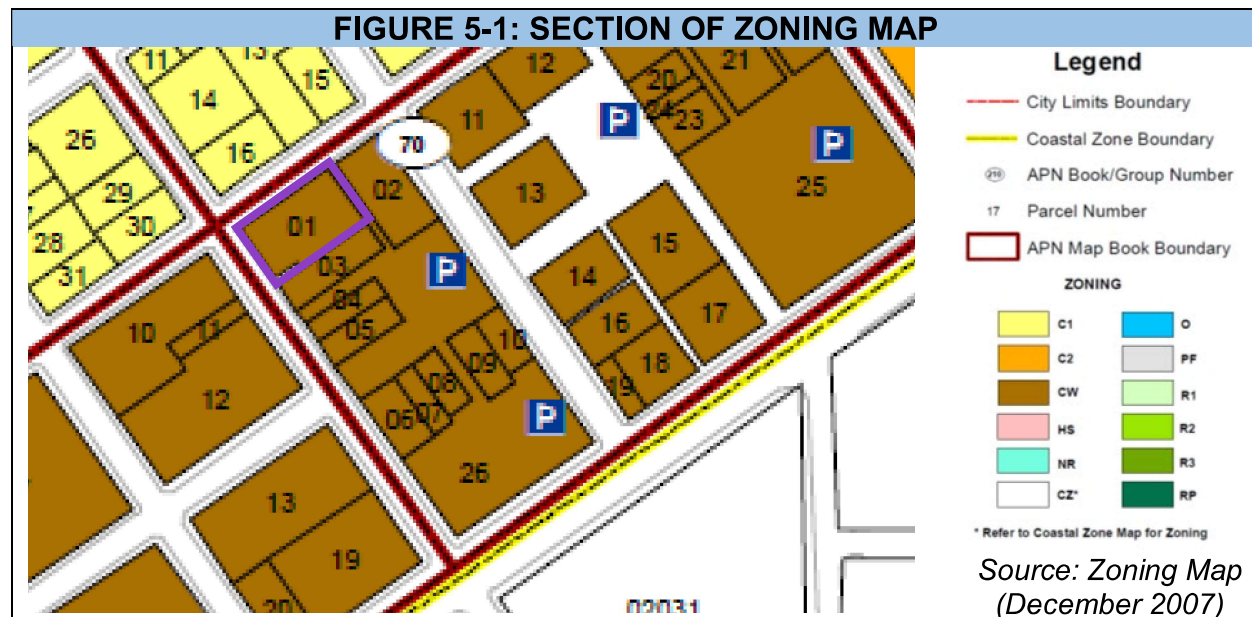 FIGURE 5-1: SECTION OF ZONING MAP
11
13
15
14
16
26
29
30
28
31
12
11
70
02
01
03
04
05
13
20
21
24
23
25
15
14
16
17
18
19
10
09
08
07
06
26
10
11
12
13
19
20
02031
P
P
P
P
Legend
City Limits Boundary
Coastal Zone Boundary
210 APN Book/Group Number
17 Parcel Number
APN Map Book Boundary
ZONING
C1 O
C2 PF
CW R1
HS R2
NR R3
CZ* RP
* Refer to Coastal Zone Map for Zoning
Source: Zoning Map
(December 2007)